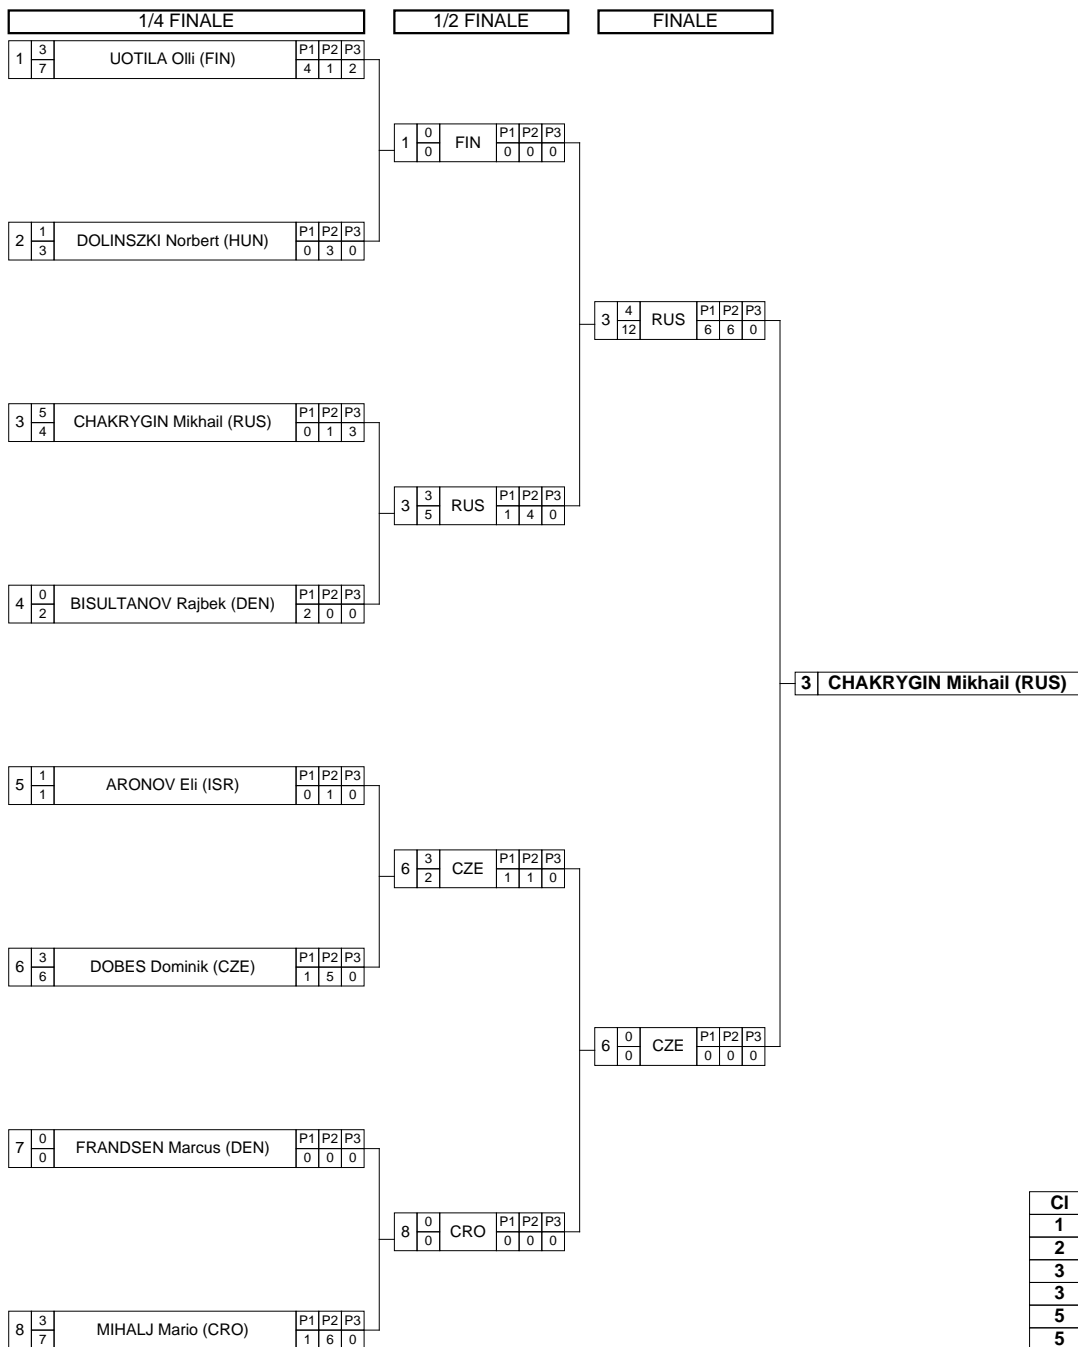 1/4 FINALE 1/2 FINALE FINALE
1 3 7 UOTILA Olli (FIN) P1 P2 P3 4 1 2
1 0 0 FIN P1 P2 P3 0 0 0
2 1 3 DOLINSZKI Norbert (HUN) P1 P2 P3 0 3 0
3 4 12 RUS P1 P2 P3 6 6 0
3 5 4 CHAKRYGIN Mikhail (RUS) P1 P2 P3 0 1 3
3 3 5 RUS P1 P2 P3 1 4 0
4 0 2 BISULTANOV Rajbek (DEN) P1 P2 P3 2 0 0
3 CHAKRYGIN Mikhail (RUS)
5 1 1 ARONOV Eli (ISR) P1 P2 P3 0 1 0
6 3 2 CZE P1 P2 P3 1 1 0
6 3 6 DOBES Dominik (CZE) P1 P2 P3 1 5 0
6 0 0 CZE P1 P2 P3 0 0 0
7 0 0 FRANDSEN Marcus (DEN) P1 P2 P3 0 0 0
8 0 0 CRO P1 P2 P3 0 0 0
8 3 7 MIHALJ Mario (CRO) P1 P2 P3 1 6 0
Cl
1
2
3
3
5
5